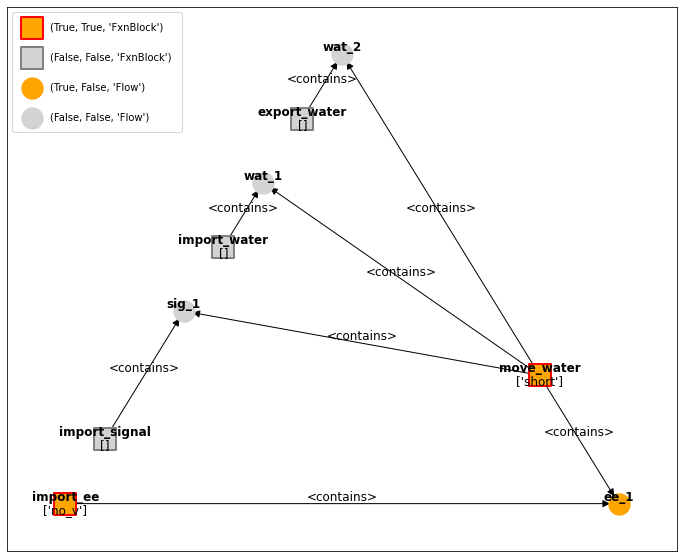 (True, True, 'FxnBlock')
(False, False, 'FxnBlock')
(True, False, 'Flow')
(False, False, 'Flow')
wat_2
<contains>
export_water
[]
wat_1
<contains>
<contains>
import_water
[]
<contains>
sig_1
<contains>
<contains>
move_water
['short']
import_signal
[]
<contains>
import_ee
['no_v']
<contains>
ee_1